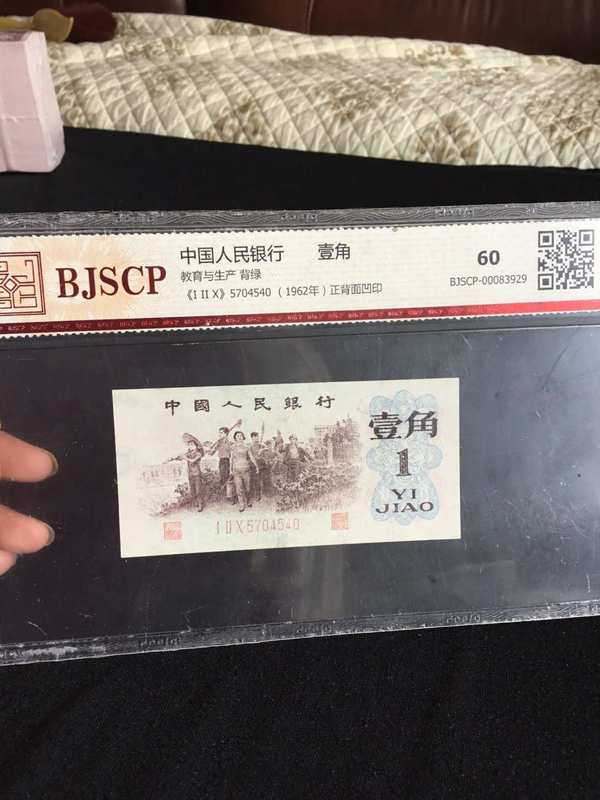 BJSCP
中国人民银行 壹角
教育与生产 背绿
《I II X》5704540 (1962年) 正背面凹印
60
BJSCP-00083929
中國人民銀行
壹角
1
YI
JIAO
I II X 5704540